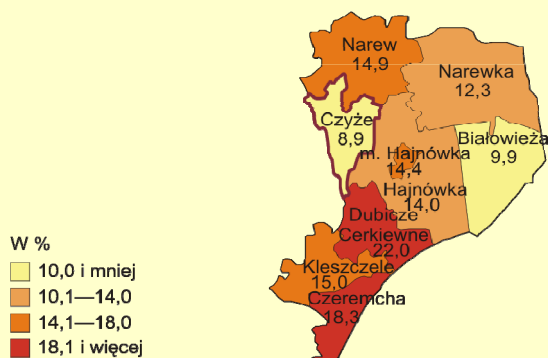 Narew
14,9
Narewka
12,3
Czyże
8,9
Białowieża
9,9
m. Hajnówka
14,4
Hajnówka
14,0
Dubicze
Cerkiewne
22,0
Kleszczele
15,0
Czeremcha
18,3
W %
10,0 i mniej
10,1—14,0
14,1—18,0
18,1 i więcej